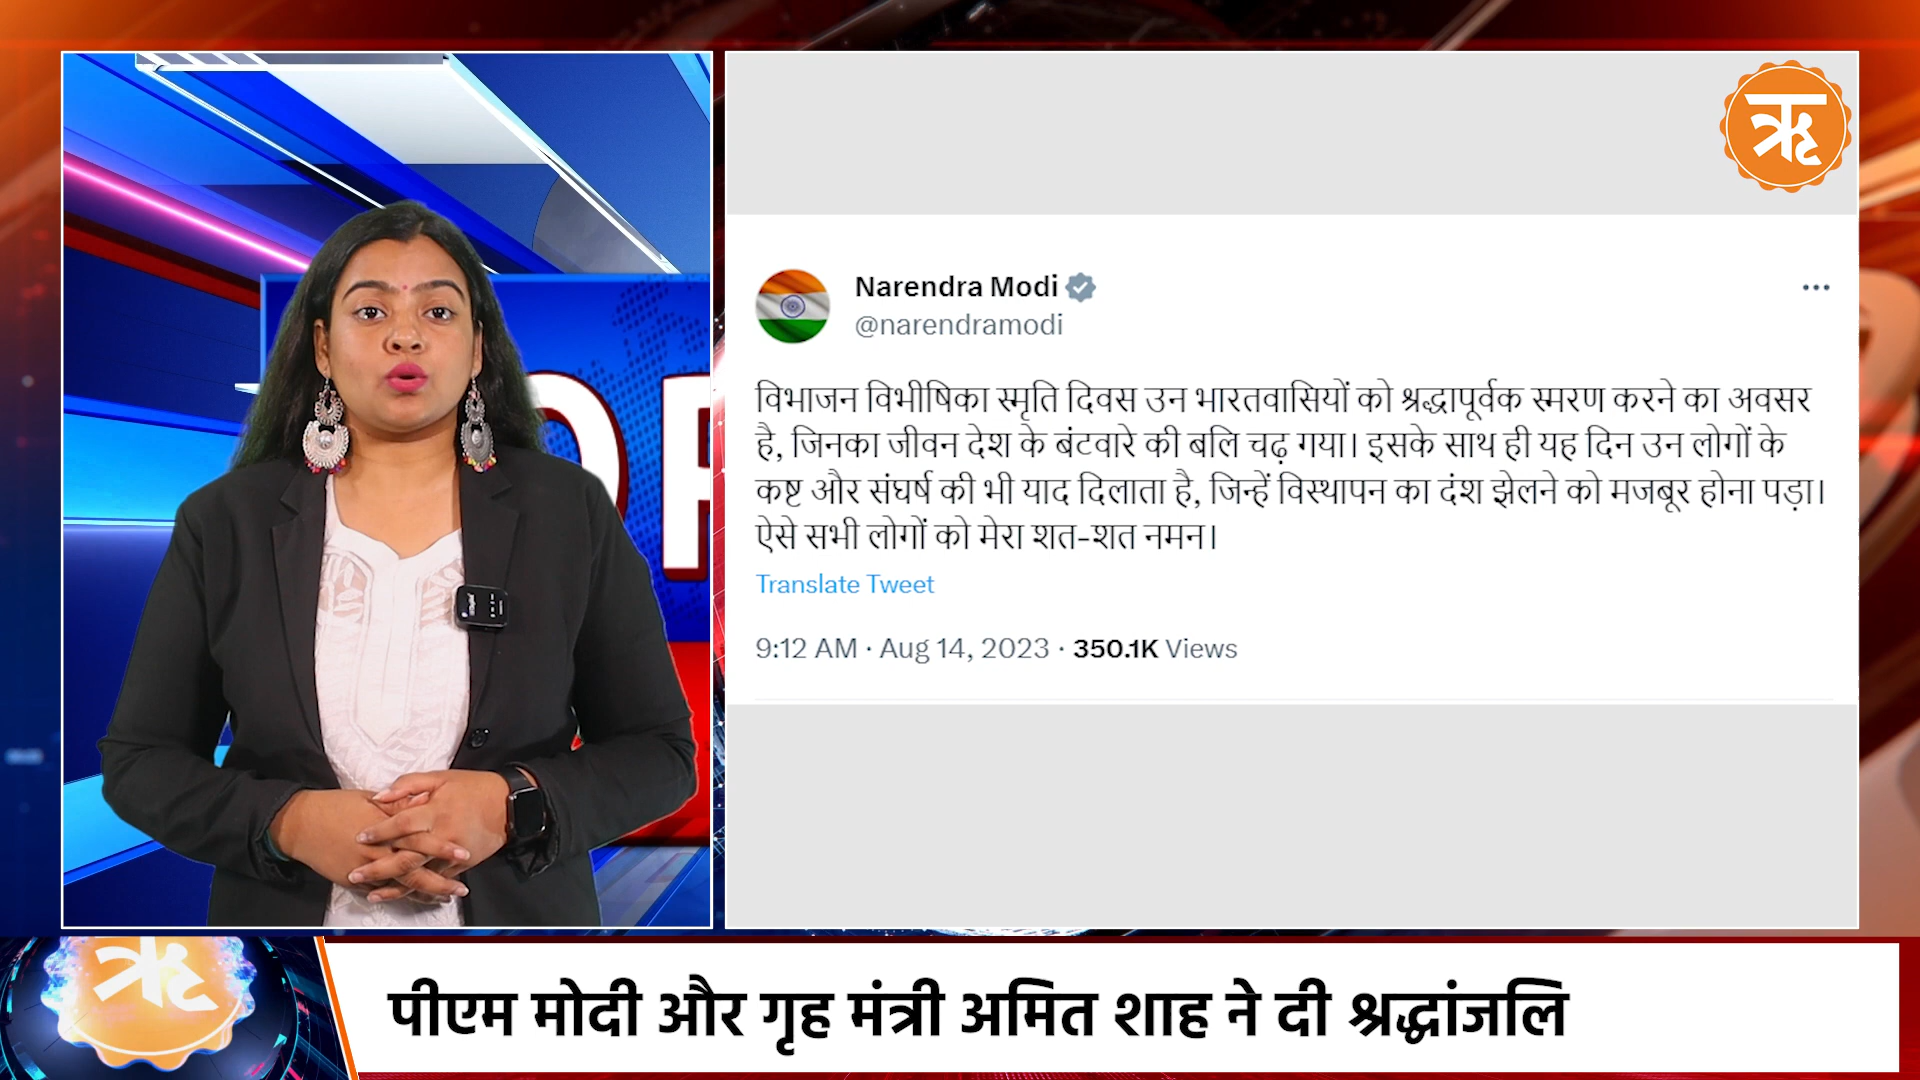 ऋ
Narendra Modi
@narendramodi
विभाजन विभीषिका स्मृति दिवस उन भारतवासियों को श्रद्धापूर्वक स्मरण करने का अवसर
है, जिनका जीवन देश के बंटवारे की बलि चढ़ गया। इसके साथ ही यह दिन उन लोगों के
कष्ट और संघर्ष की भी याद दिलाता है, जिन्हें विस्थापन का दंश झेलने को मजबूर होना पड़ा।
ऐसे सभी लोगों को मेरा शत-शत नमन।
Translate Tweet
9:12 AM · Aug 14, 2023 · 350.1K Views
ऋ
पीएम मोदी और गृह मंत्री अमित शाह ने दी श्रद्धांजलि